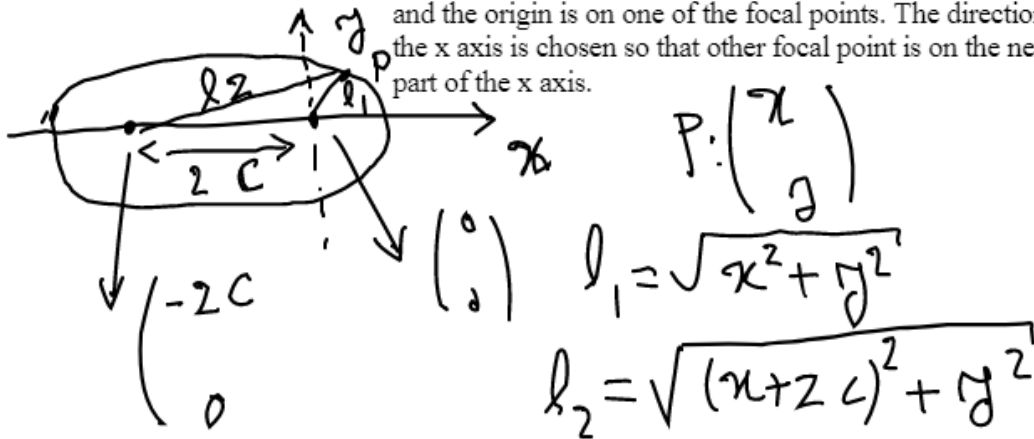 and the origin is on one of the focal points. The directio
the x axis is chosen so that other focal point is on the ne
part of the x axis.
y
P
l2
l1
x
2 C
P: (x y)
(0 0)
l₁ = √x² + y²
(-2C 0
l₂ = √(x+2c)² + y²